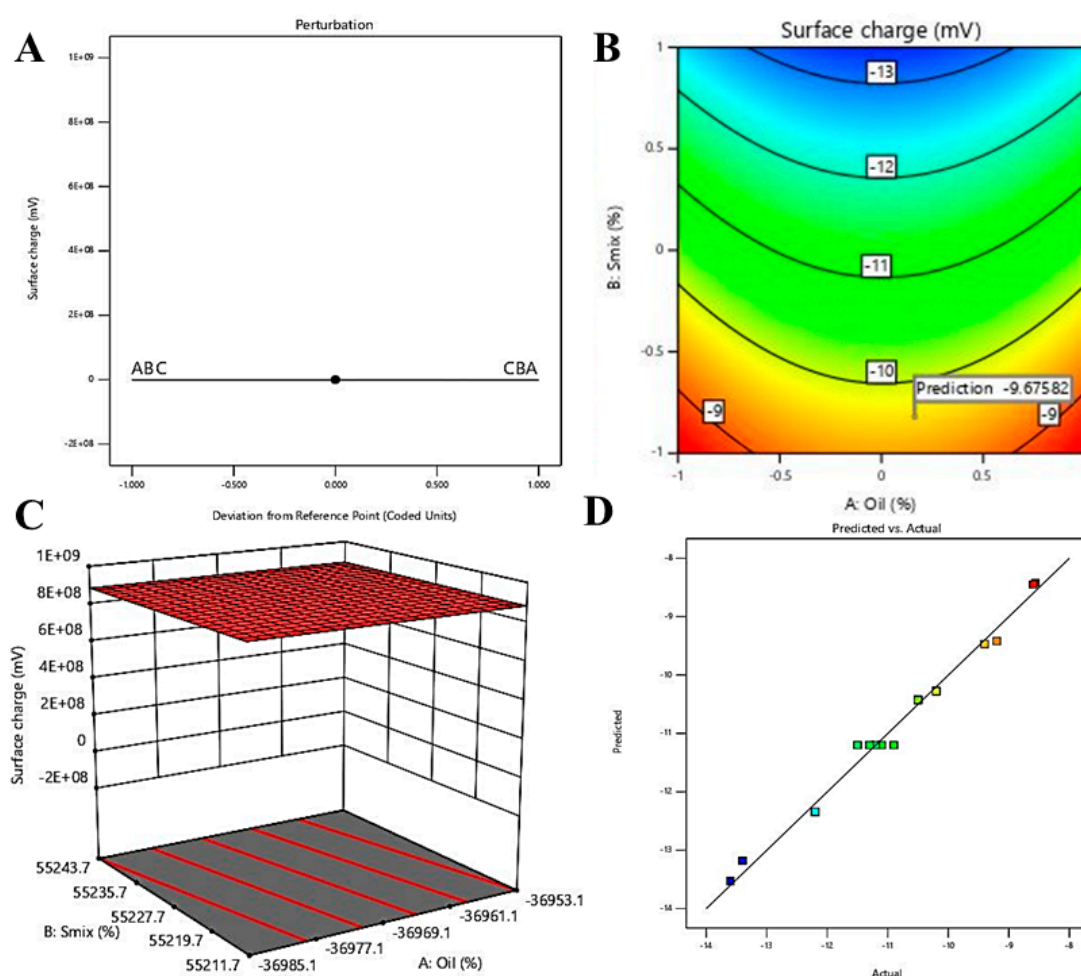 A
Perturbation
1E+09
8E+08
6E+08
4E+08
2E+08
0
-2E+08
Surface charge (mV)
ABC
CBA
-1.000
-0.500
0.000
0.500
1.000
Deviation from Reference Point (Coded Units)
B
Surface charge (mV)
1
0.5
0
-0.5
-1
B: Smix (%)
-13
-12
-11
-10
Prediction -9.67582
-9
-9
-1
0
0.5
A: Oil (%)
C
1E+09
8E+08
6E+08
4E+08
2E+08
0
-2E+08
Surface charge (mV)
55243.7
55235.7
55227.7
55219.7
55211.7
B: Smix (%)
-36985.1
-36977.1
-36969.1
-36961.1
-36953.1
A: Oil (%)
D
Predicted vs. Actual
-8
-9
-10
-11
-12
-13
-14
Predicted
-14
-13
-12
-11
-10
-9
-8
Actual